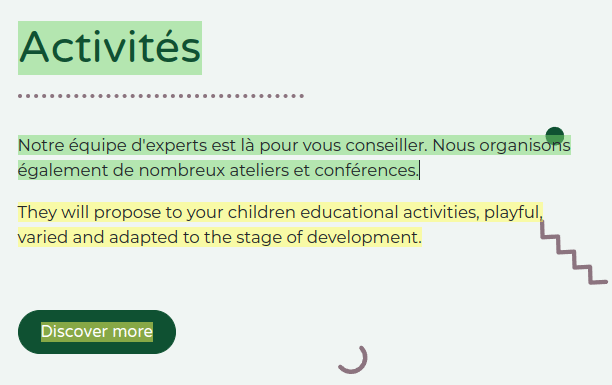 Activités
Notre équipe d'experts est là pour vous conseiller. Nous organisons
également de nombreux ateliers et conférences.
They will propose to your children educational activities, playful,
varied and adapted to the stage of development.
Discover more